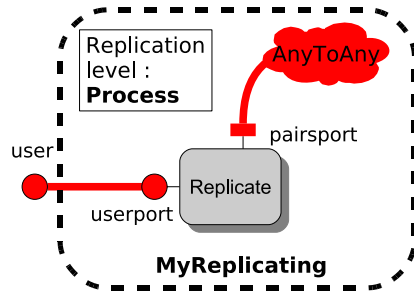 Replication
level :
Process
AnyToAny
pairsport
user
Replicate
userport
MyReplicating